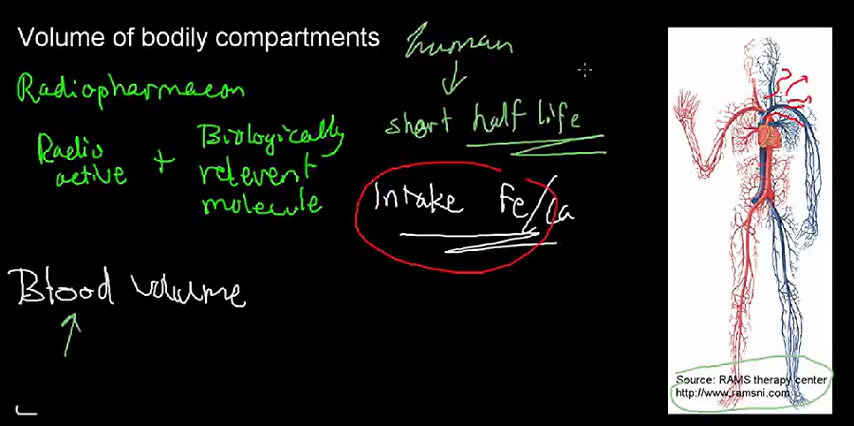 Volume of bodily compartments
human
Radiopharmacon
short half life
Radio
active + Biologically
relevent
molecule
Intake Fe/Ca
Blood volume
Source: RAMS therapy center
http://www.ramsni.com